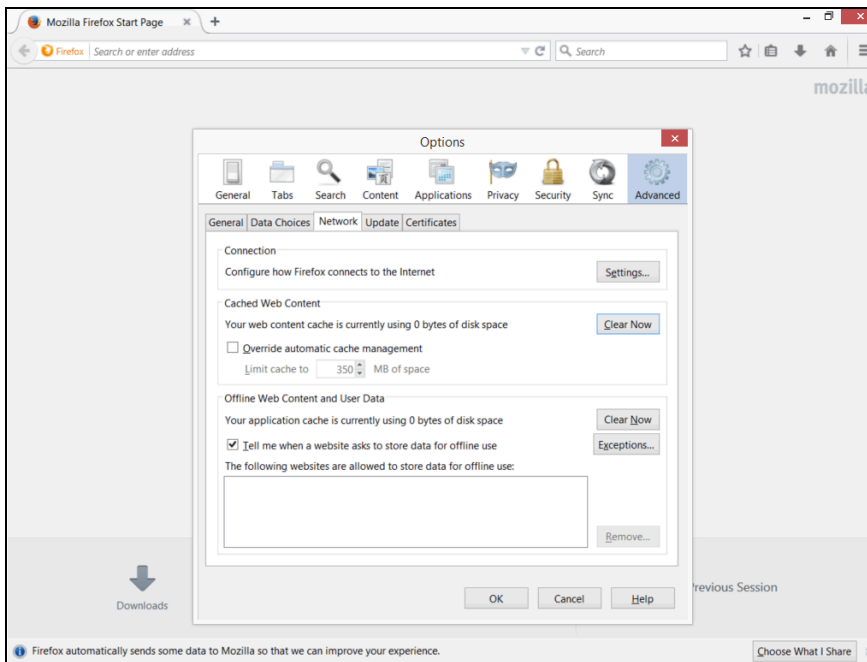 Mozilla Firefox Start Page
Firefox Search or enter address
Search
mozilla
Options
General Tabs Search Content Applications Privacy Security Sync Advanced
General Data Choices Network Update Certificates
Connection
Configure how Firefox connects to the Internet Settings...
Cached Web Content
Your web content cache is currently using 0 bytes of disk space Clear Now
Override automatic cache management
Limit cache to 350 MB of space
Offline Web Content and User Data
Your application cache is currently using 0 bytes of disk space Clear Now
Tell me when a website asks to store data for offline use Exceptions...
The following websites are allowed to store data for offline use:
Remove...
OK Cancel Help
Downloads
Previous Session
Firefox automatically sends some data to Mozilla so that we can improve your experience. Choose What I Share